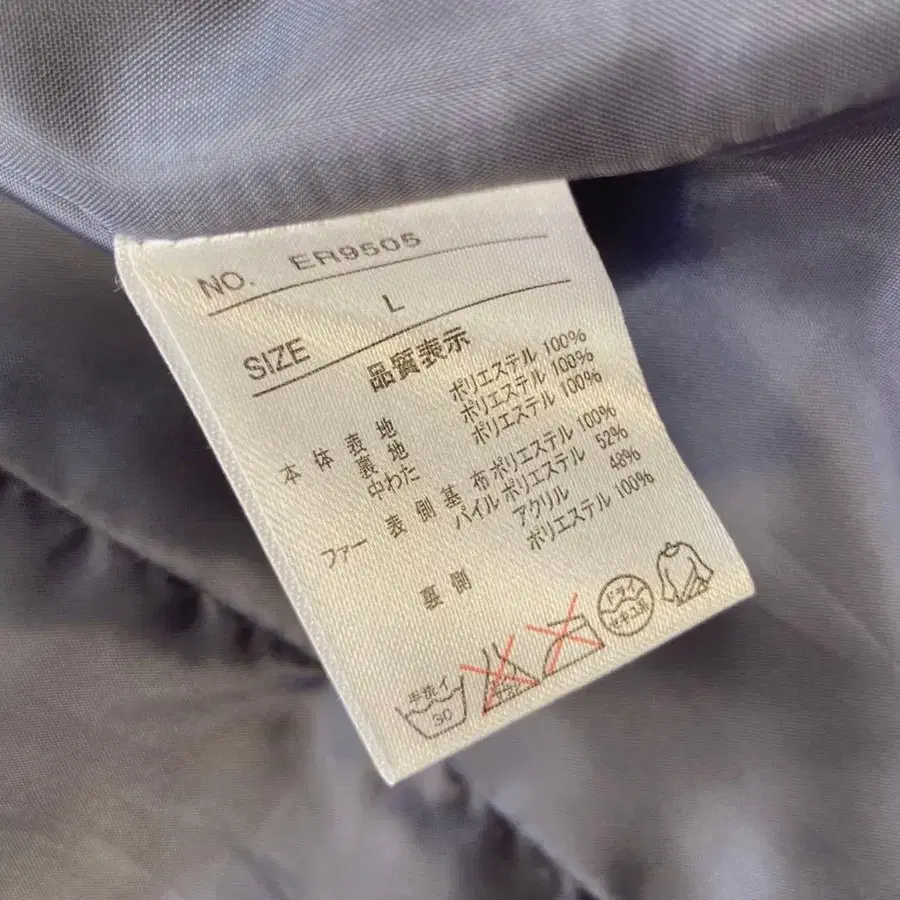 NO. ER9505
SIZE L
品質表示
本体 表地 ポリエステル 100%
裏地 ポリエステル 100%
中わた ポリエステル 100%
ファー 表側 基布 ポリエステル 100%
パイル ポリエステル 52%
アクリル 48%
裏側 ポリエステル 100%
手洗イ 30
ドライ セキユ系